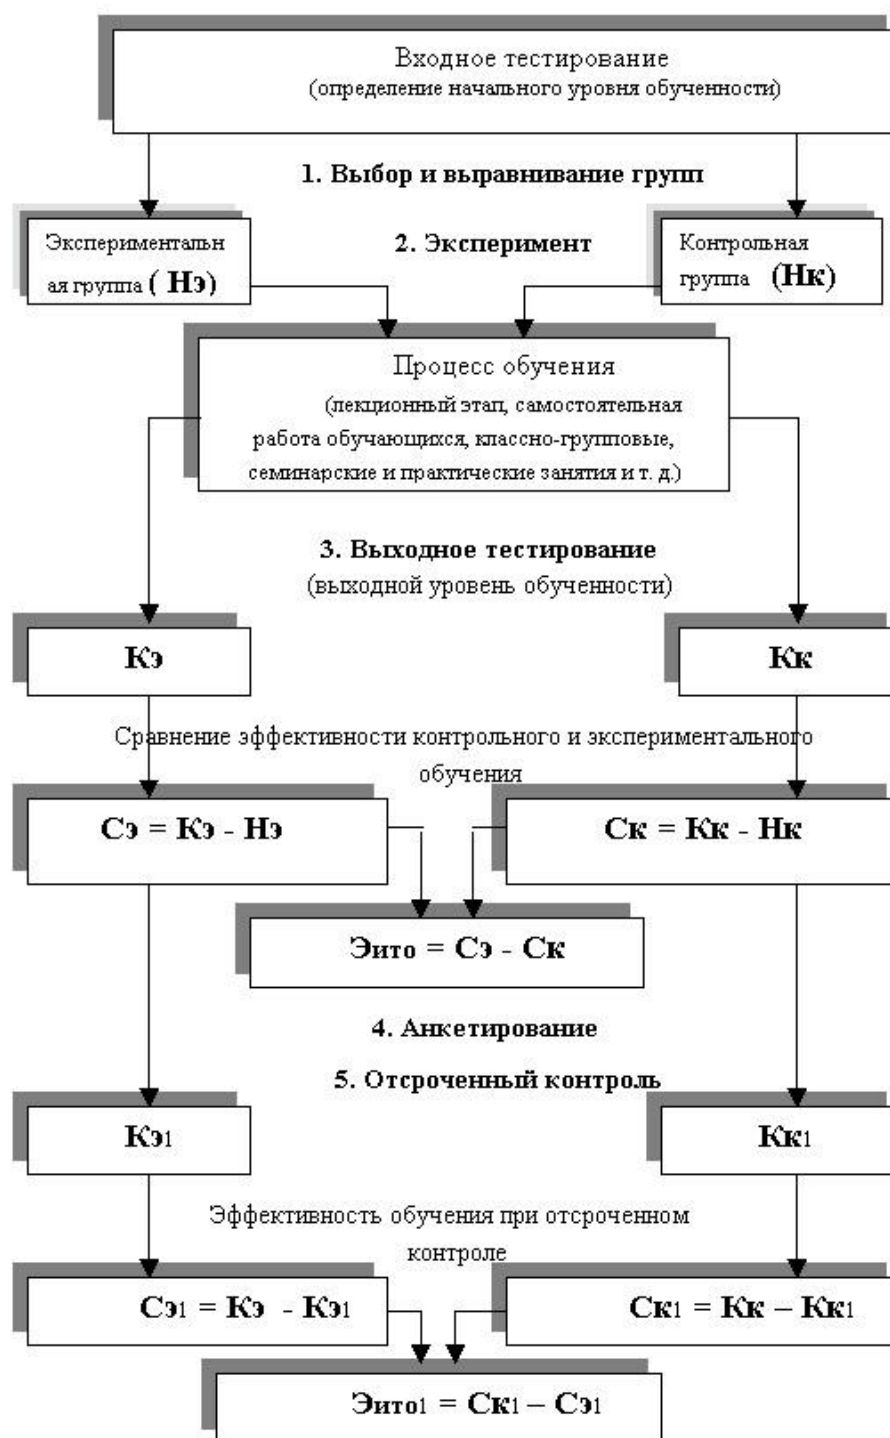 Входное тестирование
(определение начального уровня обученности)
1. Выбор и выравнивание групп
Экспериментальн
ая группа ( Нэ)
2. Эксперимент
Контрольная
группа (Нк)
Процесс обучения
(лекционный этап, самостоятельная
работа обучающихся, классно-групповые,
семинарские и практические занятия и т. д.)
3. Выходное тестирование
(выходной уровень обученности)
Кэ
Кк
Сравнение эффективности контрольного и экспериментального
обучения
Сэ = Кэ - Нэ
Ск = Кк - Нк
Эито = Сэ - Ск
4. Анкетирование
5. Отсроченный контроль
Кэ1
Кк1
Эффективность обучения при отсроченном
контроле
Сэ1 = Кэ - Кэ1
Ск1 = Кк – Кк1
Эито1 = Ск1 – Сэ1